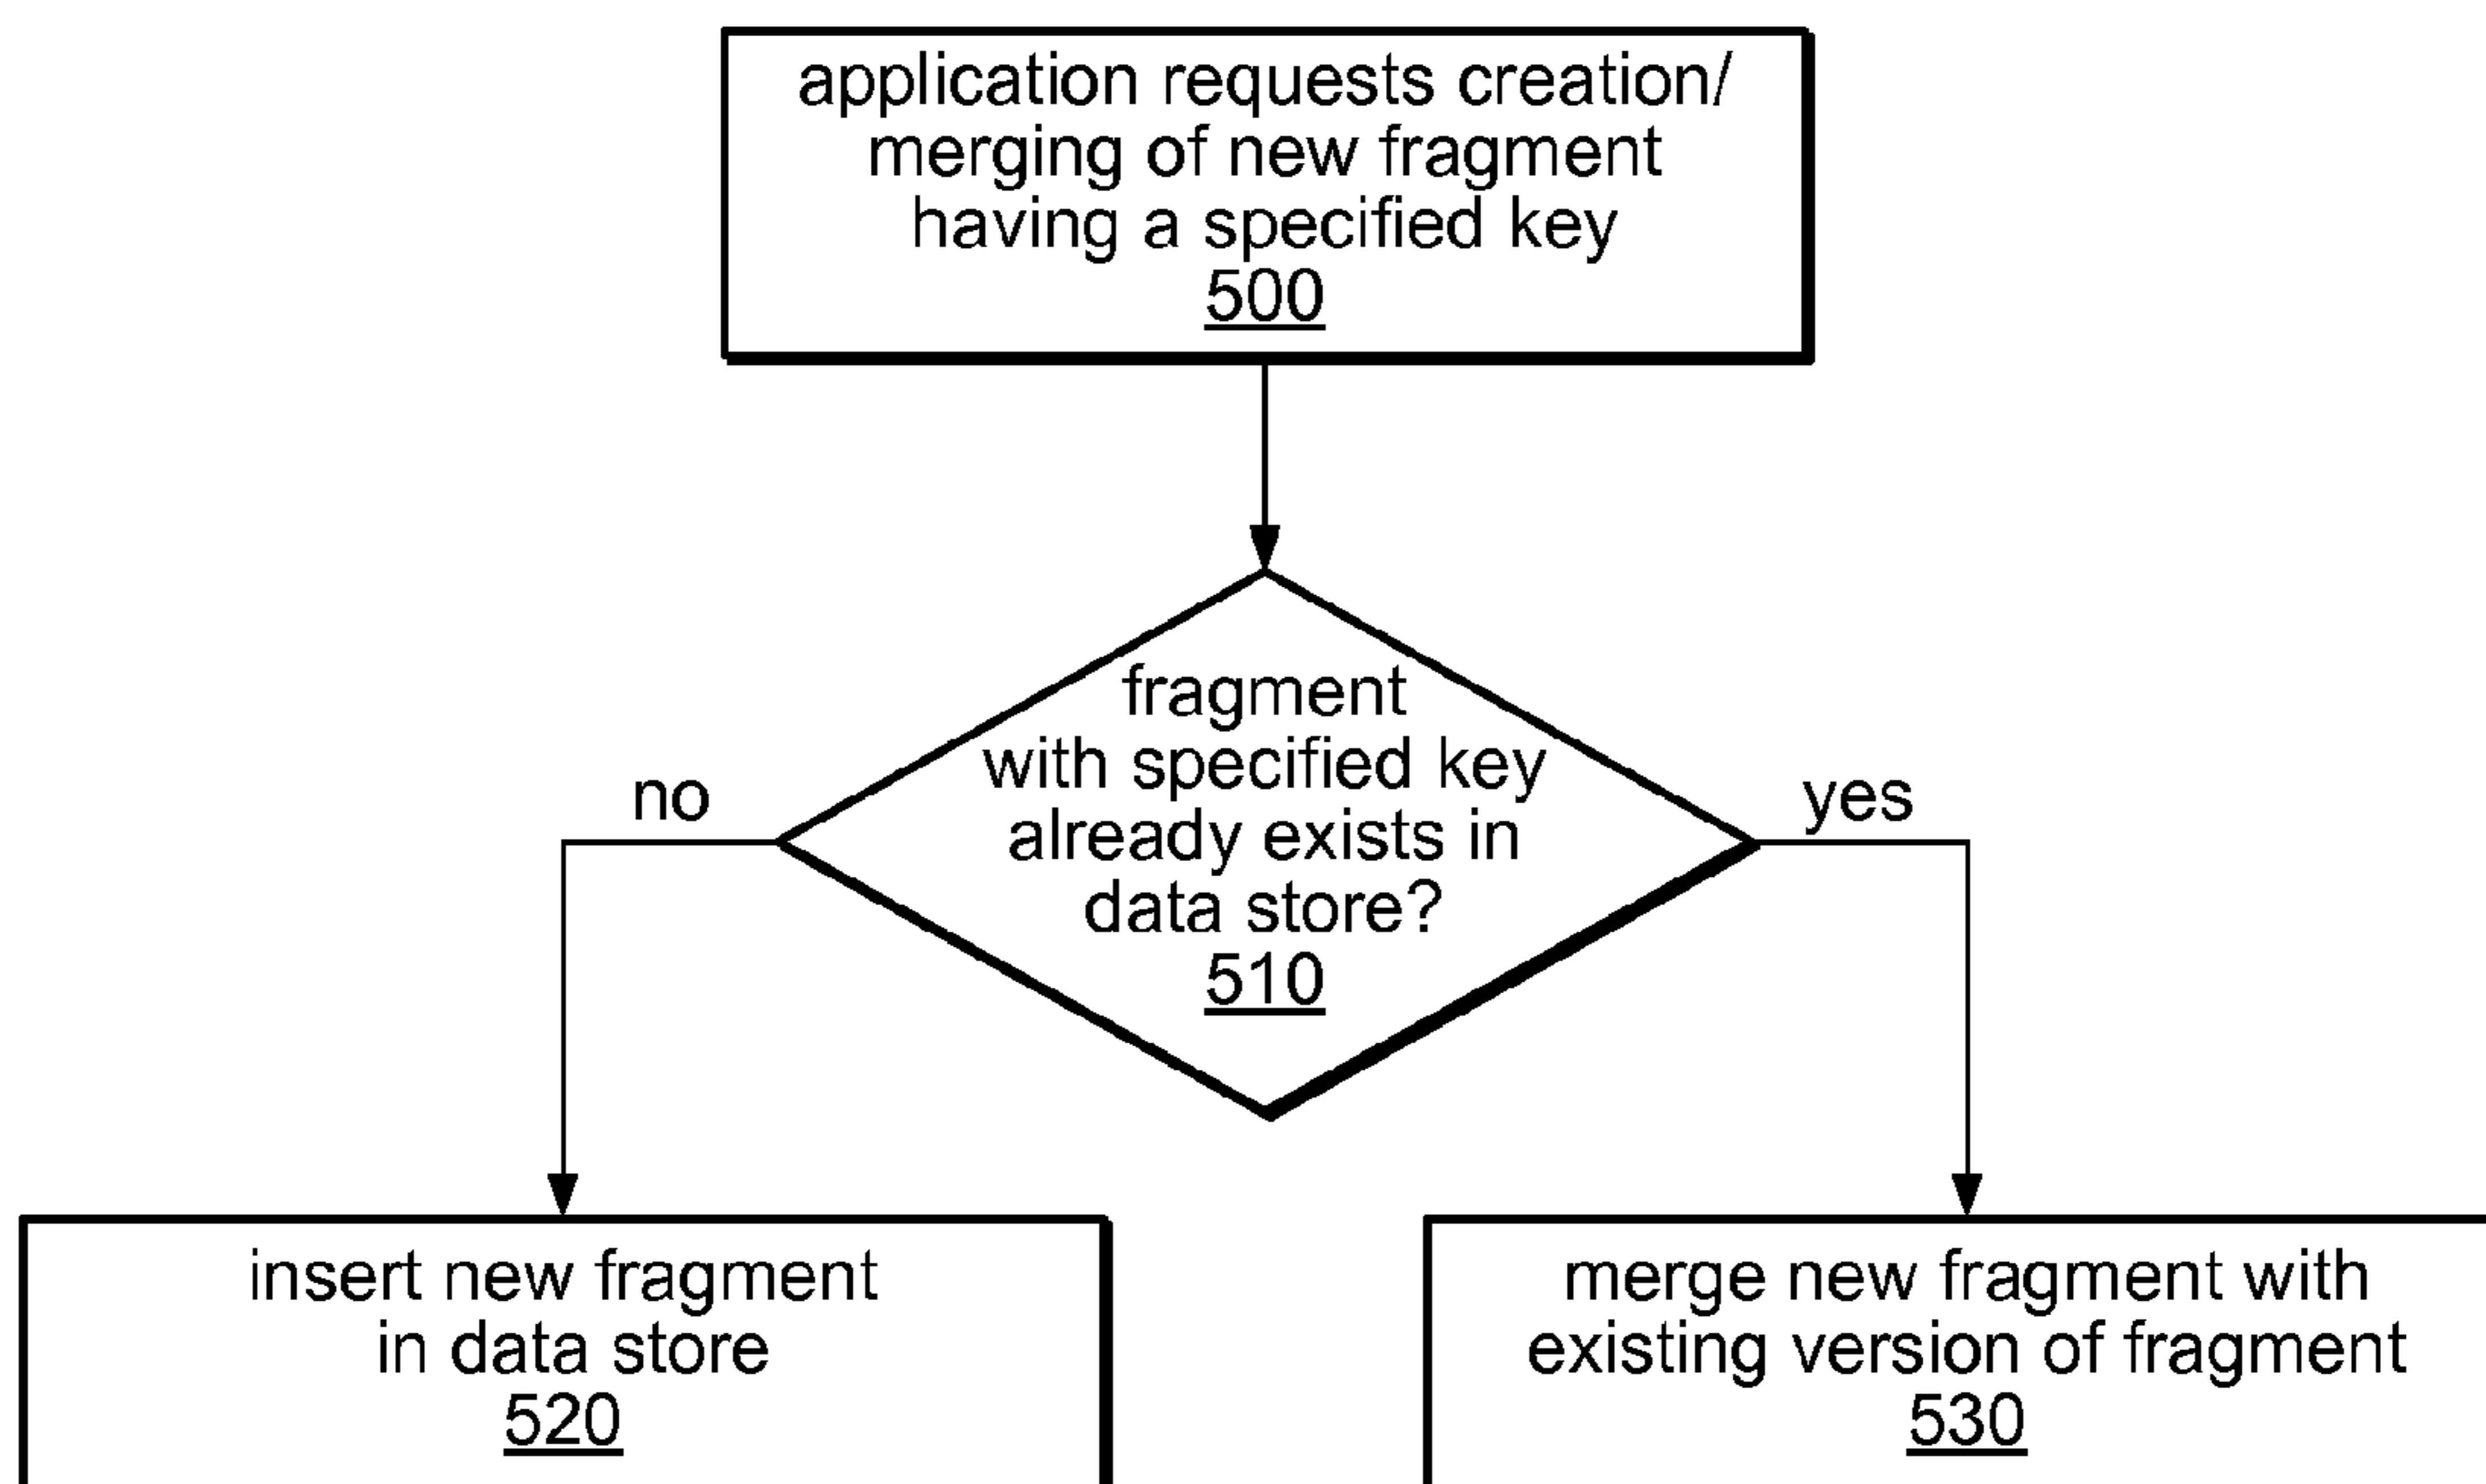 application requests creation/
merging of new fragment
having a specified key
500
fragment
with specified key
already exists in
data store?
510
no
yes
insert new fragment
in data store
520
merge new fragment with
existing version of fragment
530